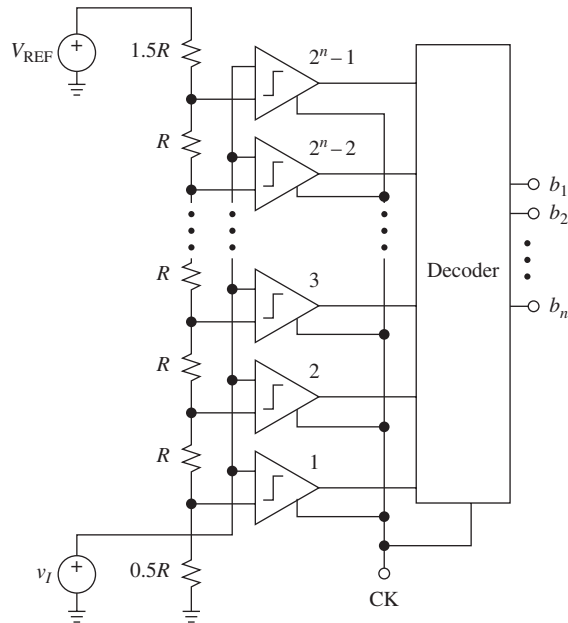 V_REF
+
1.5R
2^n – 1
R
2^n – 2
b_1
b_2
R
3
Decoder
b_n
R
2
R
1
v_I
+
0.5R
CK